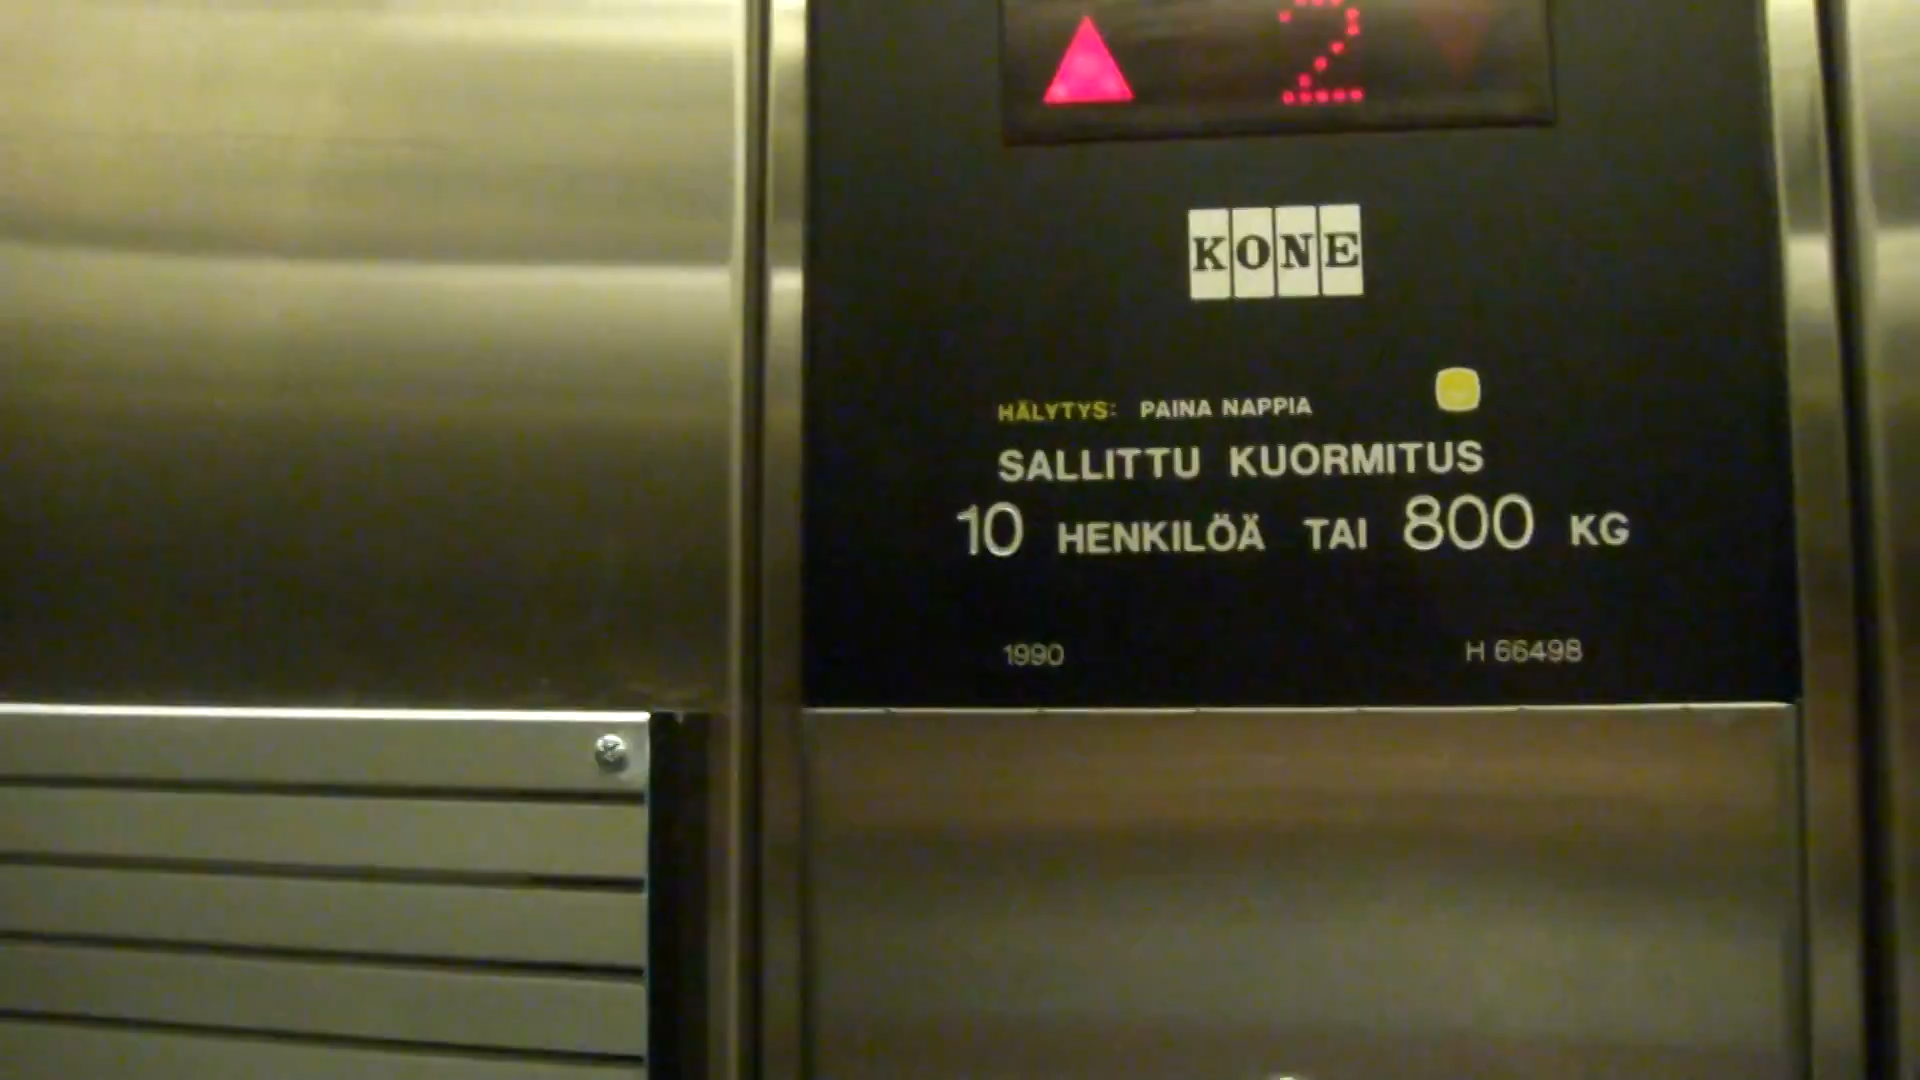 2
KONE
HÄLYTYS: PAINA NAPPIA
SALLITTU KUORMITUS
10 HENKILÖÄ TAI 800 KG
1990 H 66498